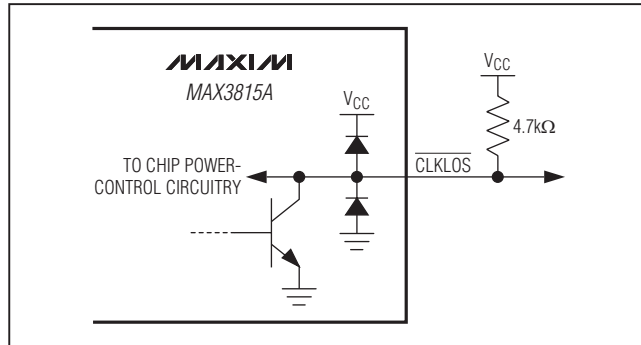 MAXIM
MAX3815A
VCC
VCC
4.7kΩ
TO CHIP POWER-
CONTROL CIRCUITRY
CLKLOS